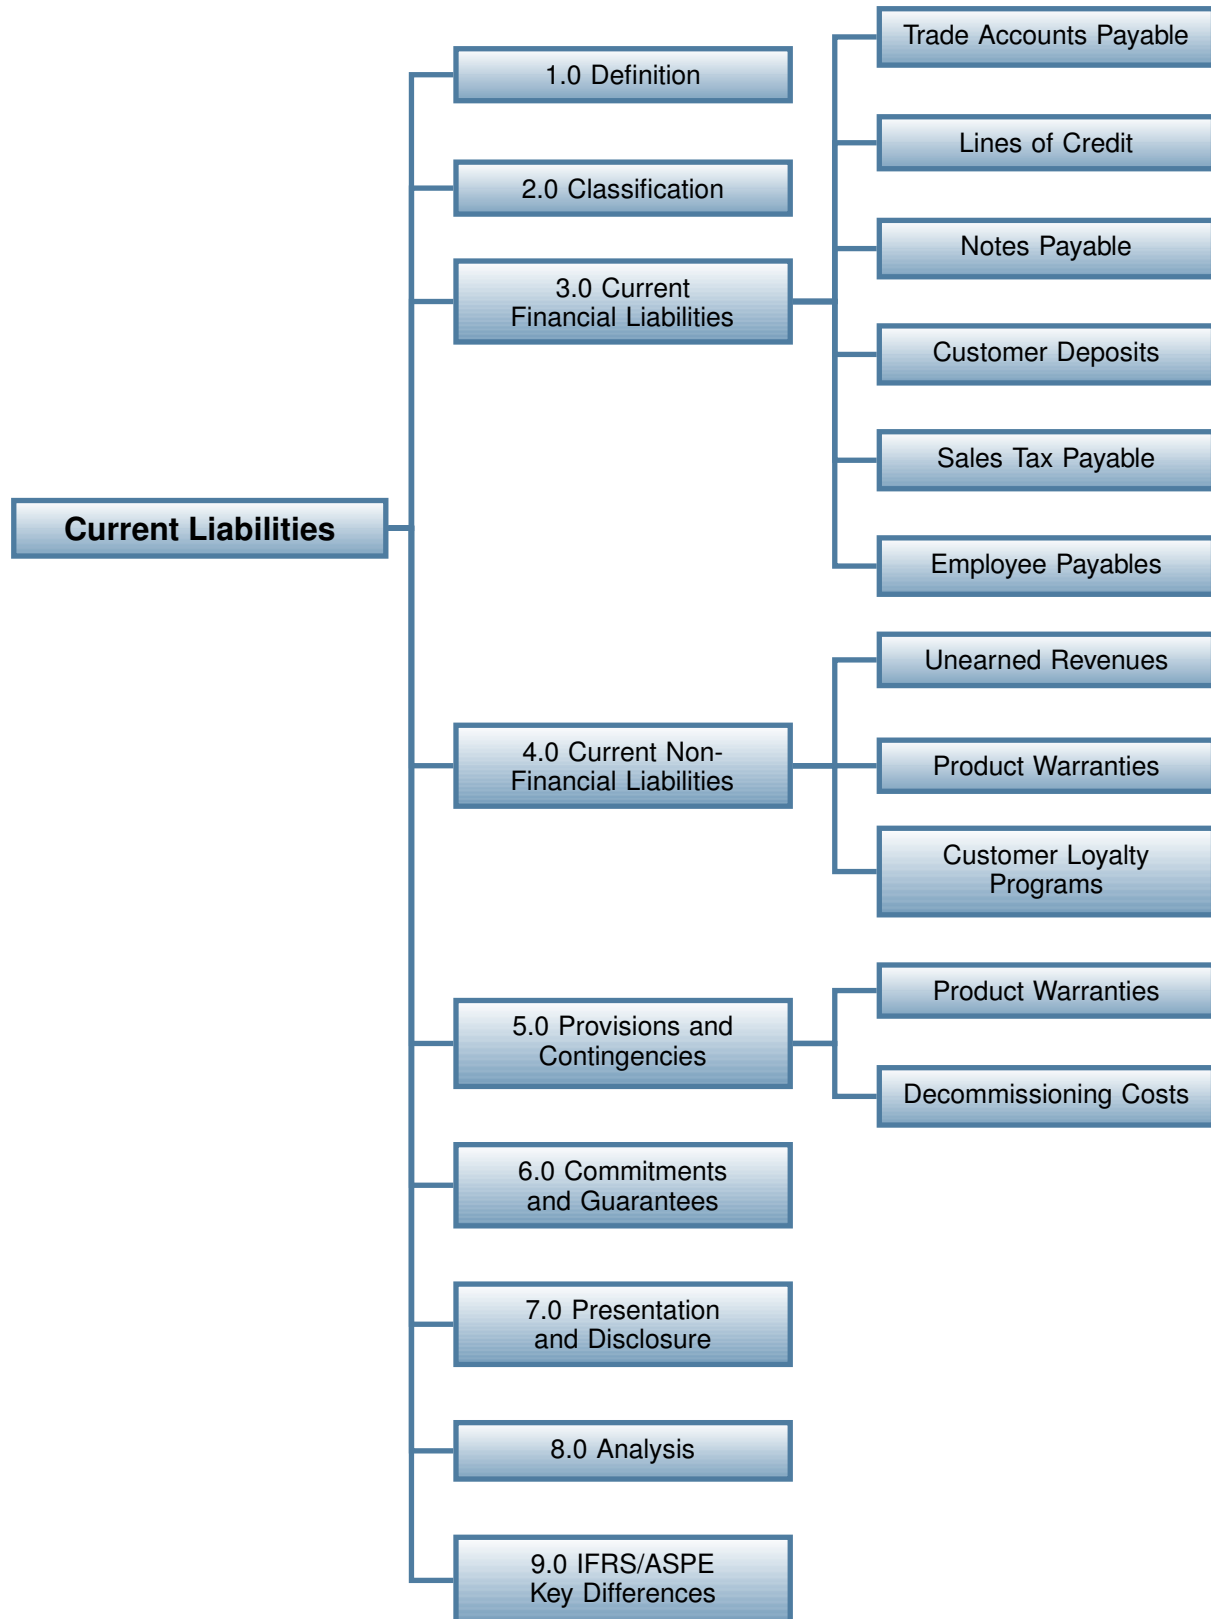 Current Liabilities
1.0 Definition
2.0 Classification
3.0 Current
Financial Liabilities
Trade Accounts Payable
Lines of Credit
Notes Payable
Customer Deposits
Sales Tax Payable
Employee Payables
4.0 Current Non-
Financial Liabilities
Unearned Revenues
Product Warranties
Customer Loyalty
Programs
5.0 Provisions and
Contingencies
Product Warranties
Decommissioning Costs
6.0 Commitments
and Guarantees
7.0 Presentation
and Disclosure
8.0 Analysis
9.0 IFRS/ASPE
Key Differences